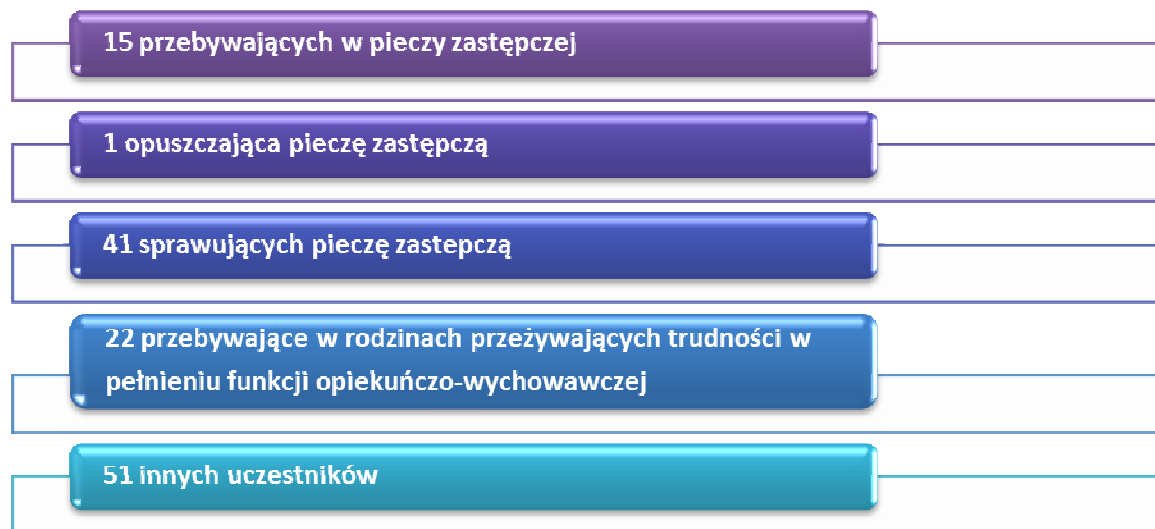 15 przebywających w pieczy zastępczej
1 opuszczająca pieczę zastępczą
41 sprawujących pieczę zastepczą
22 przebywające w rodzinach przeżywających trudności w
pełnieniu funkcji opiekuńczo-wychowawczej
51 innych uczestników